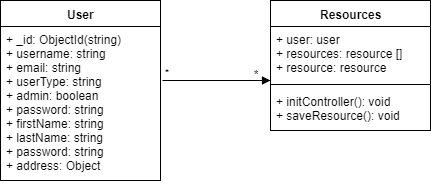 User
+ _id: ObjectId(string)
+ username: string
+ email: string
+ userType: string
+ admin: boolean
+ password: string
+ firstName: string
+ lastName: string
+ password: string
+ address: Object
*
*
Resources
+ user: user
+ resources: resource []
+ resource: resource
+ initController(): void
+ saveResource(): void